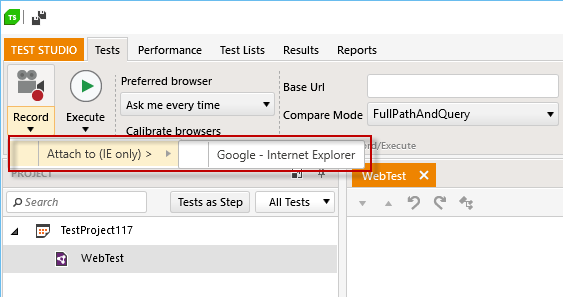 TS
TEST STUDIO Tests Performance Test Lists Results Reports
Record
Execute
Preferred browser
Ask me every time
Calibrate browsers
Base Url
Compare Mode FullPathAndQuery
Attach to (IE only) > Google - Internet Explorer
rd/Execute
PROJECT
WebTest
Search Tests as Step All Tests
TestProject117
WebTest